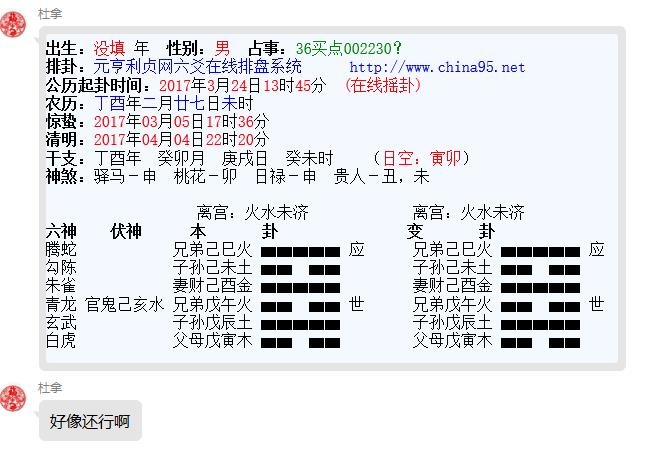 杜拿
出生：没填 年  性别：男  占事：36买点002230？
排卦：元亨利贞网六爻在线排盘系统  http://www.china95.net
公历起卦时间：2017年3月24日13时45分 （在线摇卦）
农历：丁酉年二月廿七日未时
惊蛰：2017年03月05日17时36分
清明：2017年04月04日22时20分
干支：丁酉年  癸卯月  庚戌日  癸未时  （日空：寅卯）
神煞：驿马－申  桃花－卯  日禄－申  贵人－丑，未
离宫：火水未济  离宫：火水未济
六神  伏神  本  卦  变  卦
腾蛇  兄弟己巳火  应  兄弟己巳火  应
勾陈  子孙己未土  子孙己未土
朱雀  妻财己酉金  妻财己酉金
青龙 官鬼己亥水 兄弟戊午火  世  兄弟戊午火  世
玄武  子孙戊辰土  子孙戊辰土
白虎  父母戊寅木  父母戊寅木
杜拿
好像还行啊